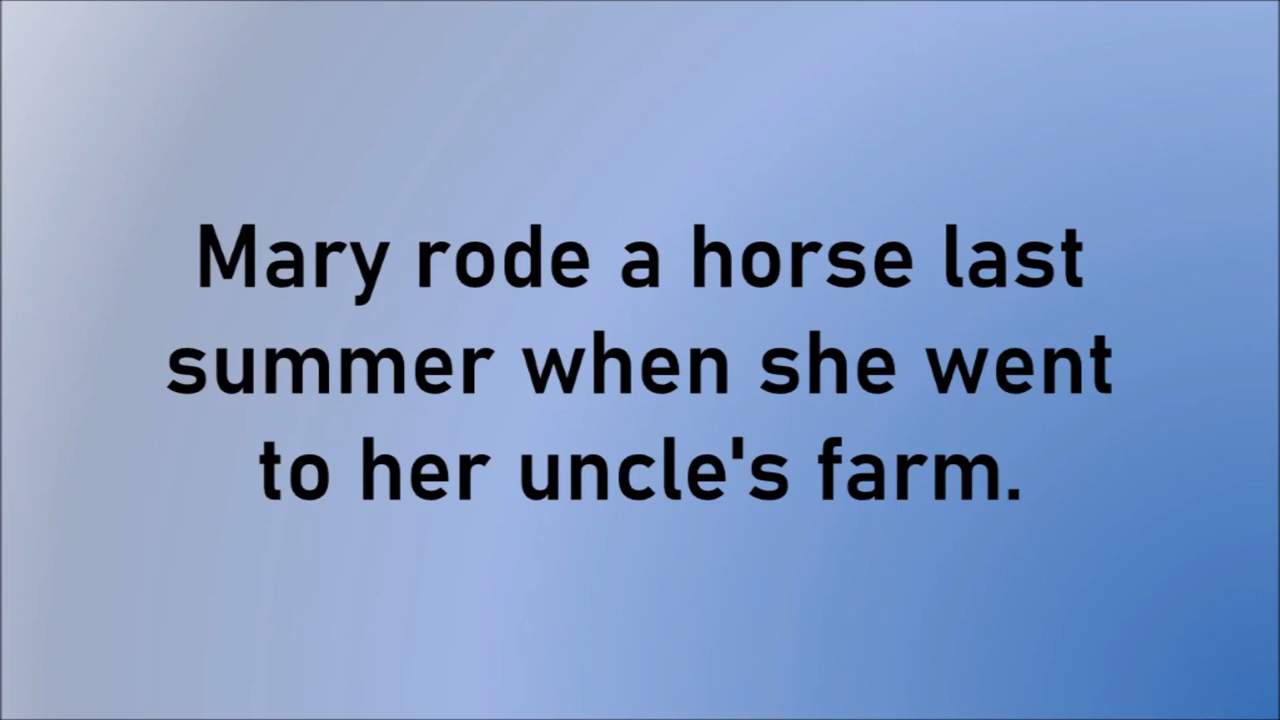 Mary rode a horse last
summer when she went
to her uncle's farm.